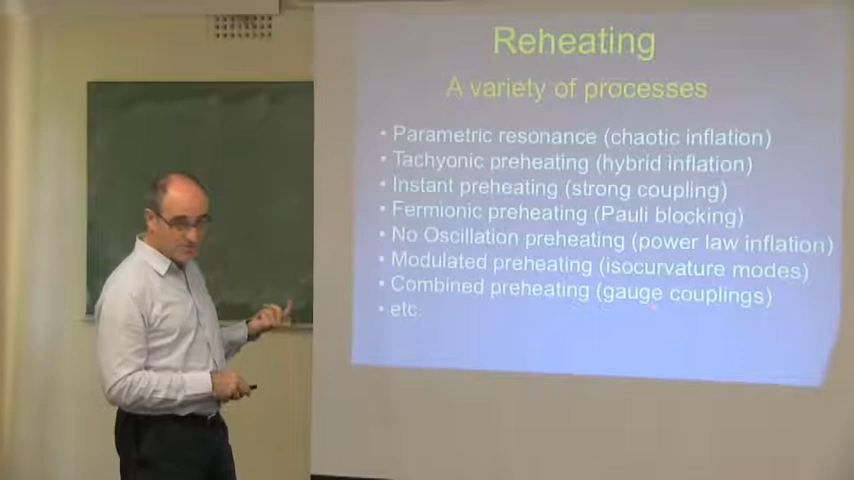 Reheating
A variety of processes
• Parametric resonance (chaotic inflation)
• Tachyonic preheating (hybrid inflation)
• Instant preheating (strong coupling)
• Fermionic preheating (Pauli blocking)
• No Oscillation preheating (power law inflation)
• Modulated preheating (isocurvature modes)
• Combined preheating (gauge couplings)
• etc.